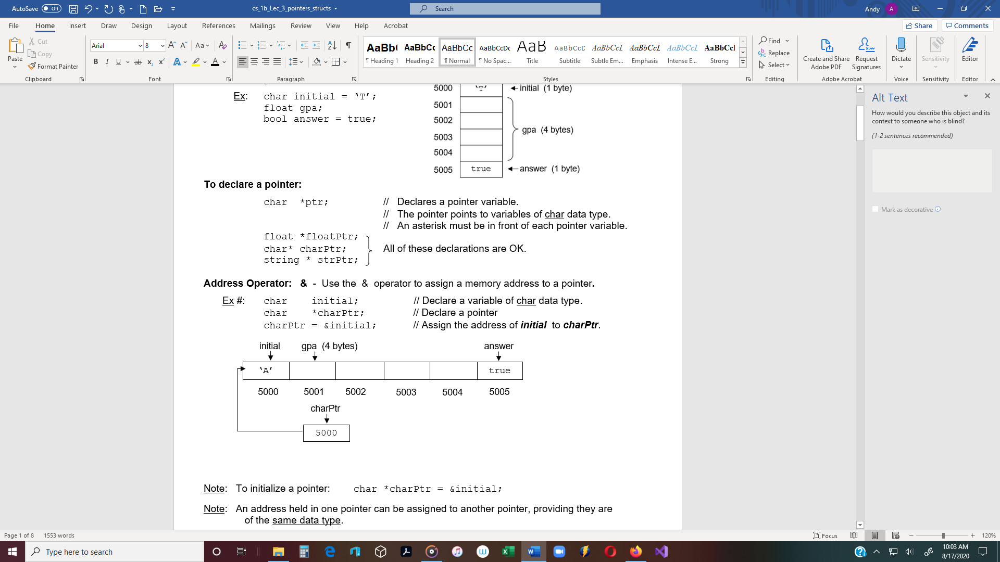 AutoSave Off
cs_1b_Lec_3_pointers_structs
Search
Andy A
File Home Insert Draw Design Layout References Mailings Review View Help Acrobat
Share Comments
Paste
Cut
Copy
Format Painter
Clipboard
Arial 8
Aa
B I U ab x₂ x² A A
Font
Paragraph
AaBb( AaBbCc AaBbCc AaBbCcDc AaB AaBbCcD AaBbCcL AaBbCcL AaBbCcL AaBbCcl
¶ Heading 1 Heading 2 ¶ Normal ¶ No Spac... Title Subtitle Subtle Em... Emphasis Intense E... Strong
Styles
Find
Replace
Select
Editing
Create and Share
Adobe PDF
Request
Signatures
Adobe Acrobat
Dictate
Voice
Sensitivity
Sensitivity
Editor
Editor
Ex: char initial = ‘T’;
float gpa;
bool answer = true;
5000 ‘T’ initial (1 byte)
5001
5002
gpa (4 bytes)
5003
5004
5005 true answer (1 byte)
To declare a pointer:
char *ptr; // Declares a pointer variable.
// The pointer points to variables of char data type.
// An asterisk must be in front of each pointer variable.
float *floatPtr;
char* charPtr; All of these declarations are OK.
string * strPtr;
Address Operator: & - Use the & operator to assign a memory address to a pointer.
Ex #: char initial; // Declare a variable of char data type.
char *charPtr; // Declare a pointer
charPtr = &initial; // Assign the address of initial to charPtr.
initial gpa (4 bytes) answer
‘A’ true
5000 5001 5002 5003 5004 5005
charPtr
5000
Note: To initialize a pointer: char *charPtr = &initial;
Note: An address held in one pointer can be assigned to another pointer, providing they are
of the same data type.
Alt Text
How would you describe this object and its
context to someone who is blind?
(1-2 sentences recommended)
Mark as decorative
Page 1 of 8 1553 words
Focus
120%
Type here to search
10:03 AM
8/17/2020